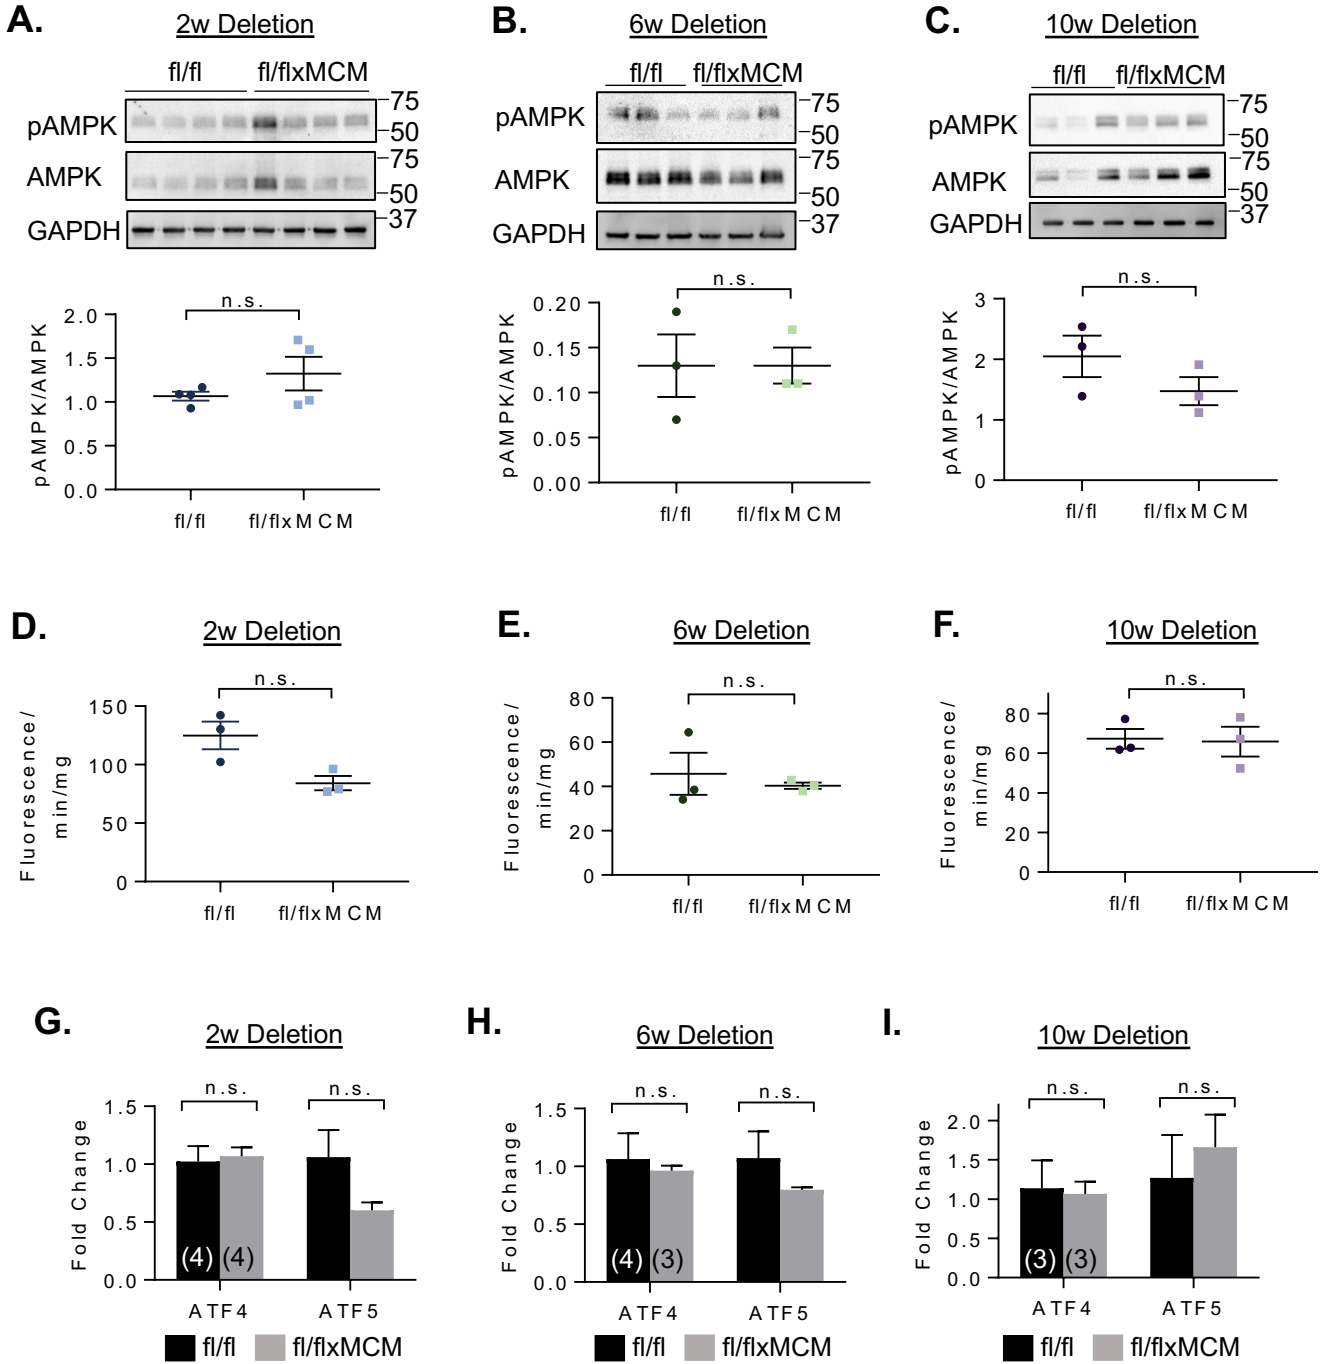 A.
2w Deletion
fl/fl
fl/flxMCM
pAMPK
75
50
AMPK
75
50
GAPDH
37
n.s.
pAMPK/AMPK
2.0
1.5
1.0
0.5
0.0
fl/fl
fl/flxMCM
B.
6w Deletion
fl/fl
fl/flxMCM
pAMPK
75
50
AMPK
75
50
GAPDH
37
n.s.
pAMPK/AMPK
0.20
0.15
0.10
0.05
0.00
fl/fl
fl/flxMCM
C.
10w Deletion
fl/fl
fl/flxMCM
pAMPK
75
50
AMPK
75
50
GAPDH
37
n.s.
pAMPK/AMPK
3
2
1
0
fl/fl
fl/flxMCM
D.
2w Deletion
n.s.
Fluorescence/
min/mg
150
100
50
0
fl/fl
fl/flxMCM
E.
6w Deletion
n.s.
Fluorescence/
min/mg
80
60
40
20
0
fl/fl
fl/flxMCM
F.
10w Deletion
n.s.
Fluorescence/
min/mg
80
60
40
20
0
fl/fl
fl/flxMCM
G.
2w Deletion
n.s.
n.s.
Fold Change
1.5
1.0
0.5
0.0
(4)
(4)
ATF4
ATF5
fl/fl
fl/flxMCM
H.
6w Deletion
n.s.
n.s.
Fold Change
1.5
1.0
0.5
0.0
(4)
(3)
ATF4
ATF5
fl/fl
fl/flxMCM
I.
10w Deletion
n.s.
n.s.
Fold Change
2.0
1.5
1.0
0.5
0.0
(3)
(3)
ATF4
ATF5
fl/fl
fl/flxMCM